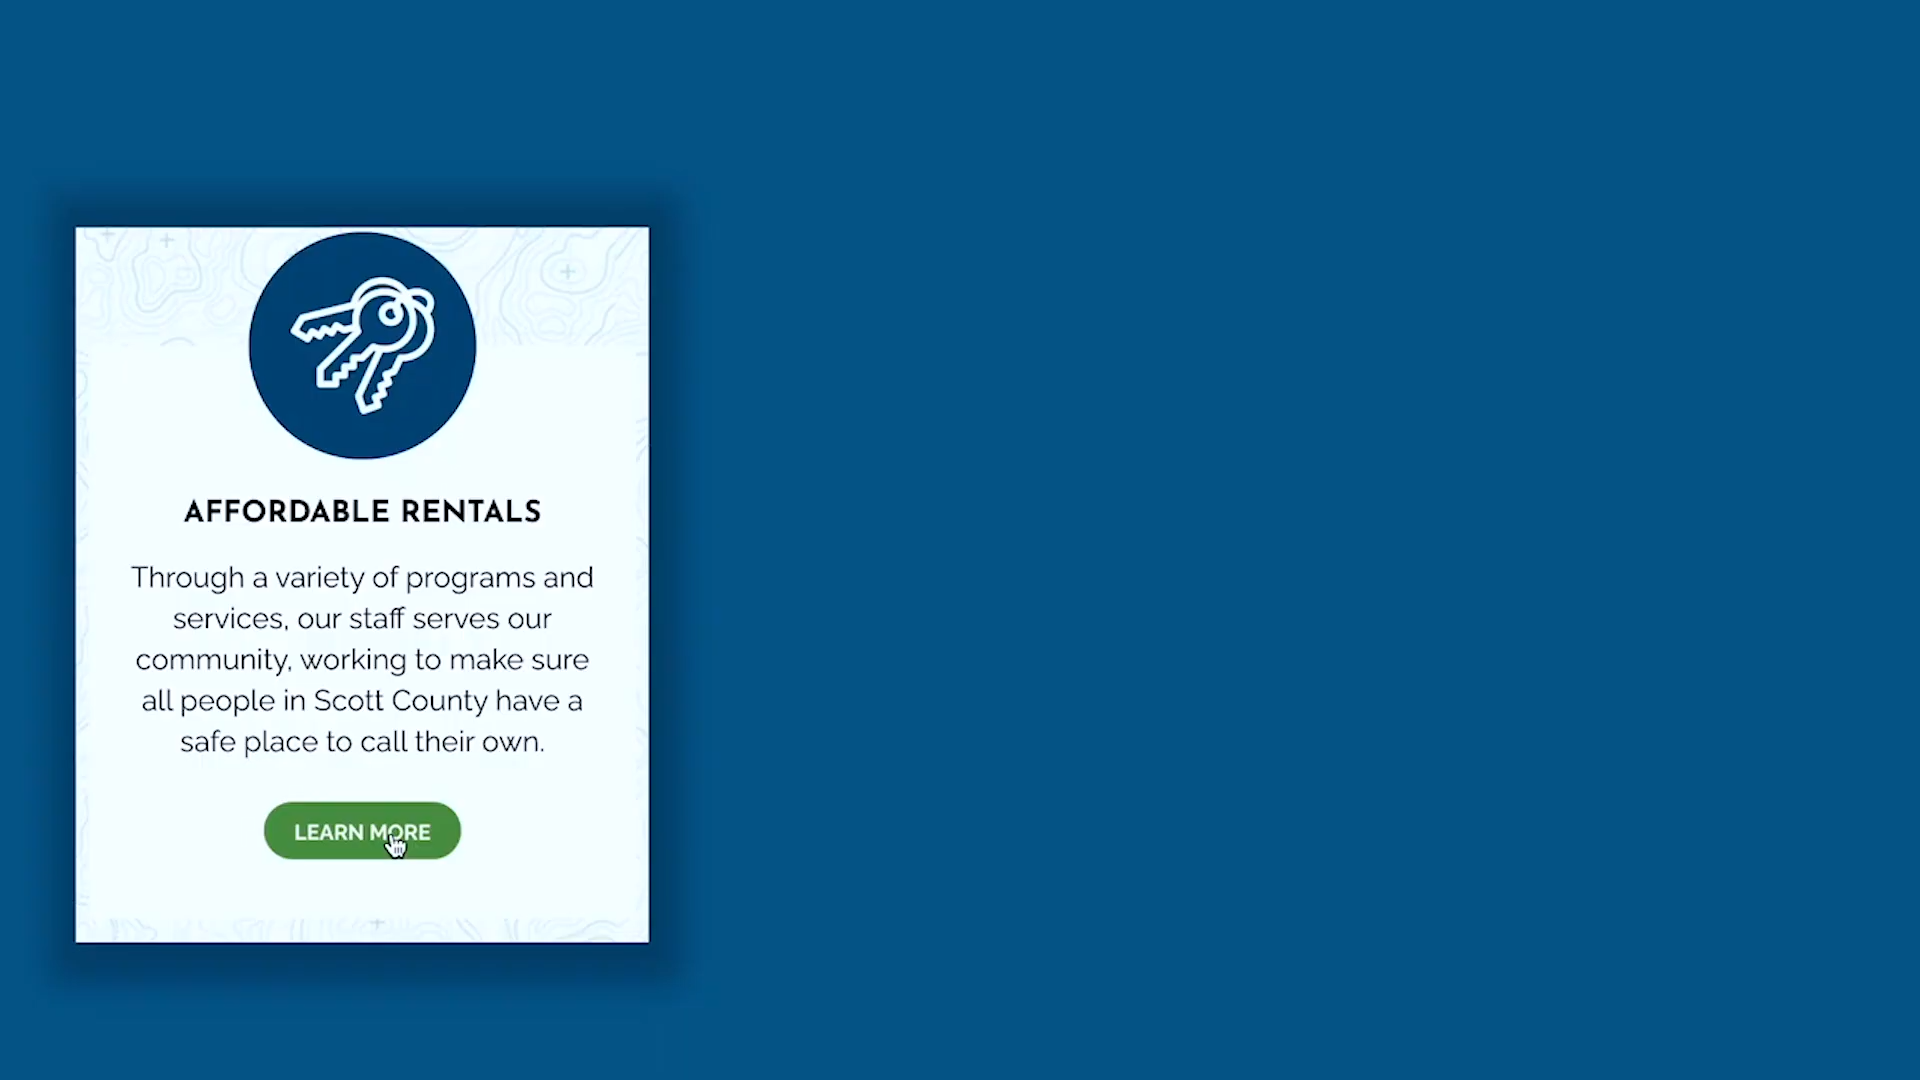 AFFORDABLE RENTALS
Through a variety of programs and
services, our staff serves our
community, working to make sure
all people in Scott County have a
safe place to call their own.
LEARN MORE